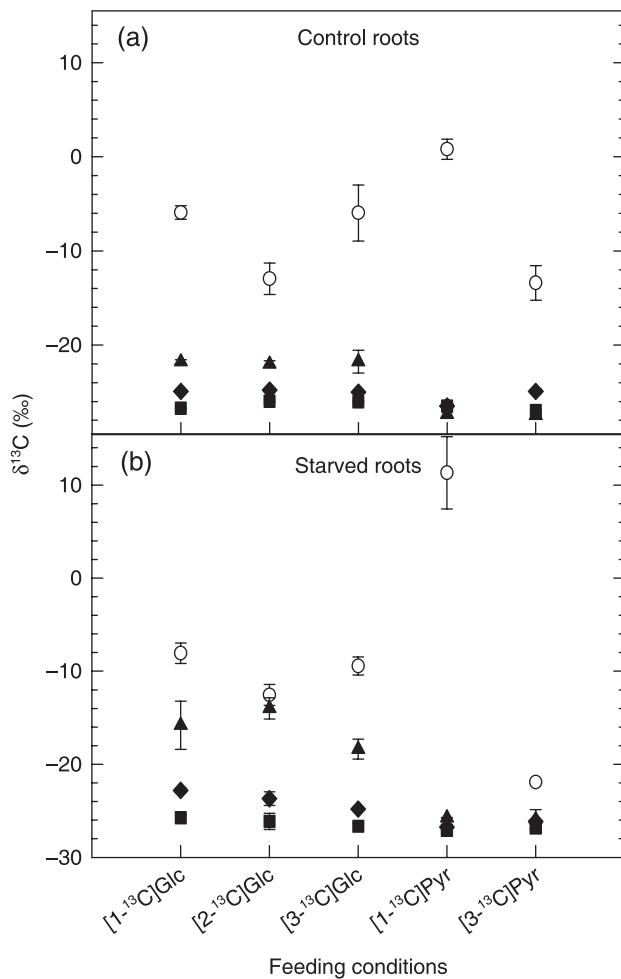 (a)
Control roots
10
0
−10
−20
δ¹³C (‰)
(b)
Starved roots
10
0
−10
−20
−30
[1-¹³C]Glc
[2-¹³C]Glc
[3-¹³C]Glc
[1-¹³C]Pyr
[3-¹³C]Pyr
Feeding conditions